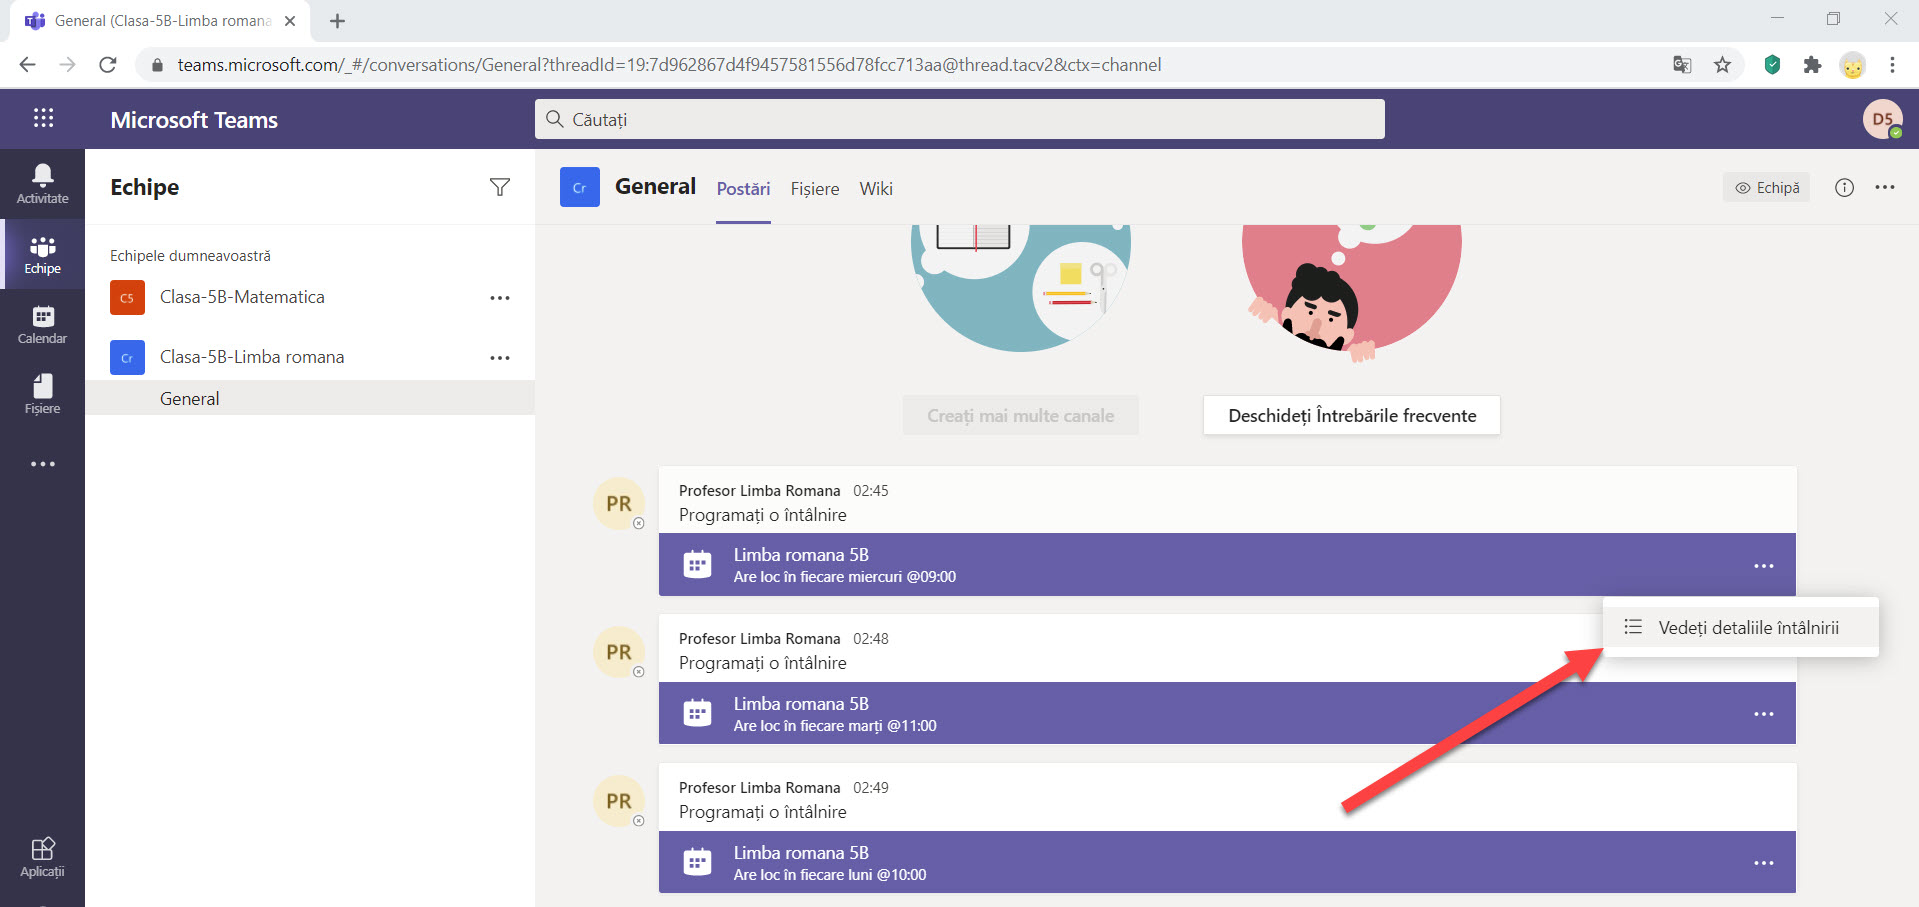 General (Clasa-5B-Limba romana
teams.microsoft.com/_#/conversations/General?threadId=19:7d962867d4f9457581556d78fcc713aa@thread.tacv2&ctx=channel
Microsoft Teams
Căutați
D5
Activitate
Echipe
Calendar
Fișiere
Aplicații
Echipe
Echipele dumneavoastră
C5
Clasa-5B-Matematica
Cr
Clasa-5B-Limba romana
General
Cr
General
Postări
Fișiere
Wiki
Echipă
Creați mai multe canale
Deschideți Întrebările frecvente
PR
Profesor Limba Romana 02:45
Programați o întâlnire
Limba romana 5B
Are loc în fiecare miercuri @09:00
Vedeți detaliile întâlnirii
PR
Profesor Limba Romana 02:48
Programați o întâlnire
Limba romana 5B
Are loc în fiecare marți @11:00
PR
Profesor Limba Romana 02:49
Programați o întâlnire
Limba romana 5B
Are loc în fiecare luni @10:00